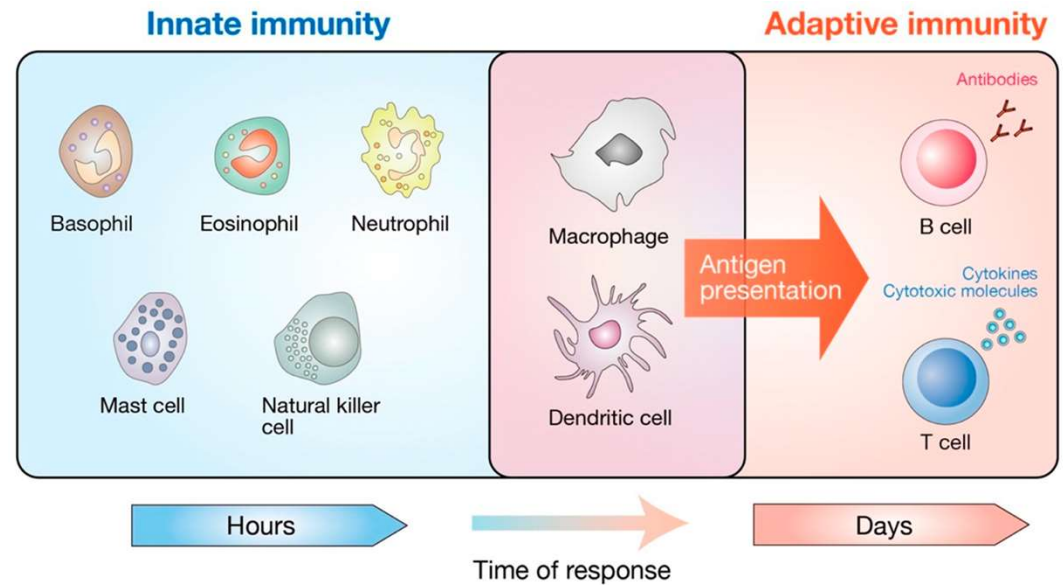 Innate immunity
Adaptive immunity
Basophil
Eosinophil
Neutrophil
Mast cell
Natural killer
cell
Macrophage
Dendritic cell
Antigen
presentation
Antibodies
B cell
Cytokines
Cytotoxic molecules
T cell
Hours
Time of response
Days